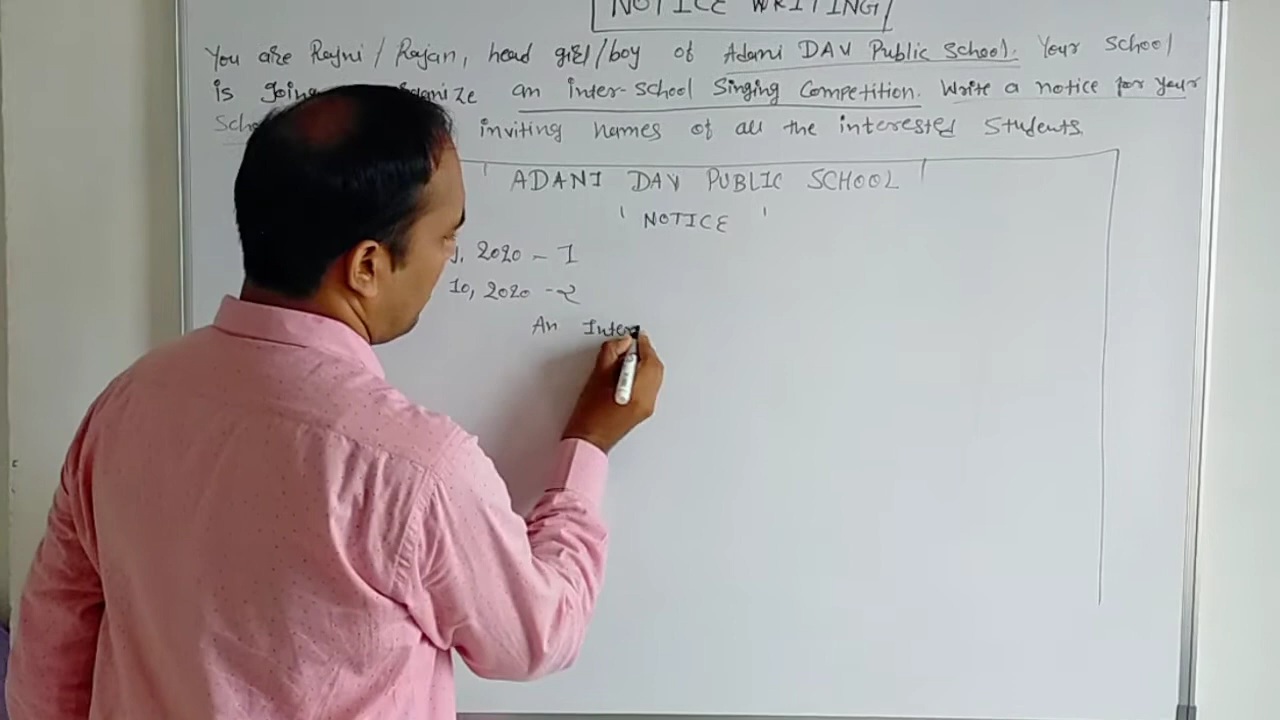 NOTICE WRITING
You are Rajni / Rajan, head girl/boy of Adani DAV Public School. Your School
is going an Inter-School Singing Competition. Write a notice for your
inviting names of all the interested Students
ADANI DAV PUBLIC SCHOOL
' NOTICE '
2020 - 1
10, 2020 - 2
An Inter